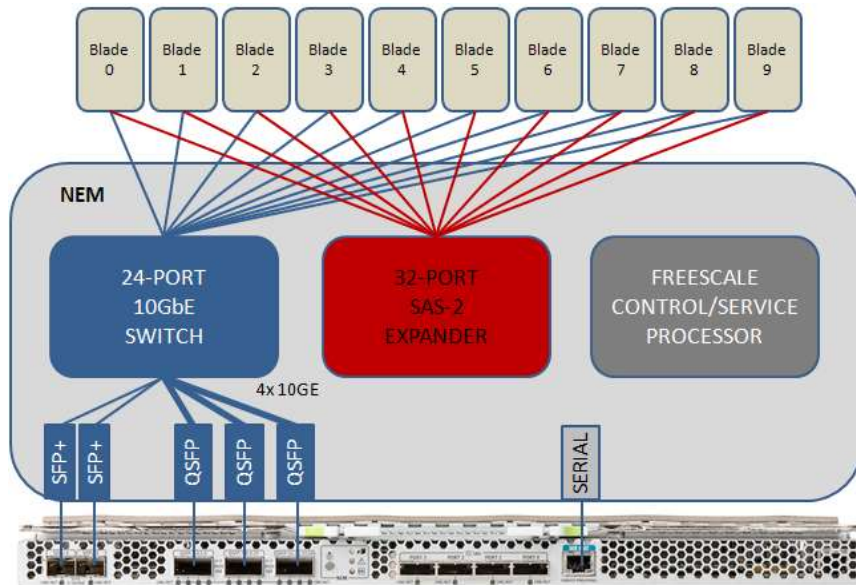 Blade
0
Blade
1
Blade
2
Blade
3
Blade
4
Blade
5
Blade
6
Blade
7
Blade
8
Blade
9
NEM
24-PORT
10GbE
SWITCH
32-PORT
SAS-2
EXPANDER
FREESCALE
CONTROL/SERVICE
PROCESSOR
4x 10GE
SFP+
SFP+
QSFP
QSFP
QSFP
SERIAL